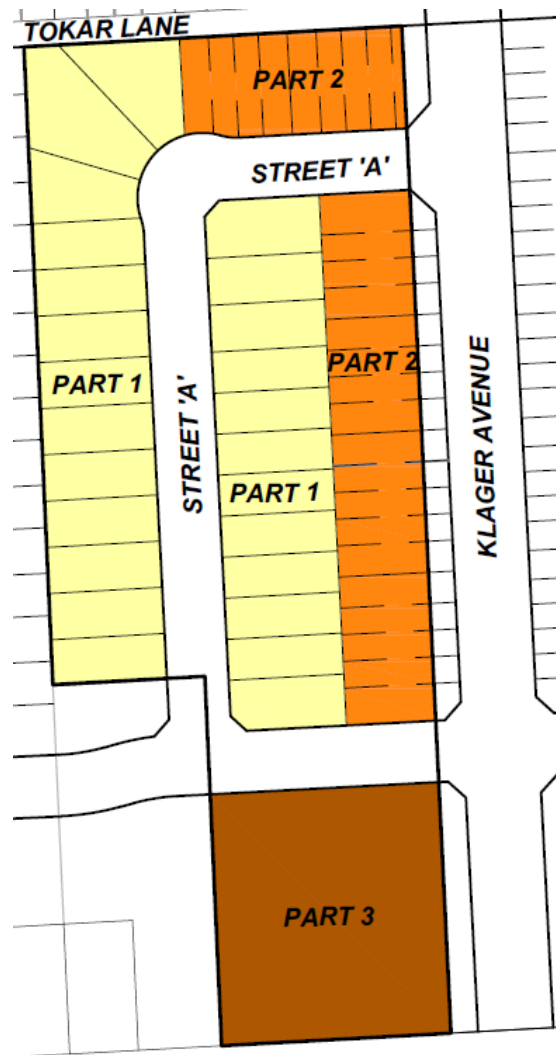 TOKAR LANE
PART 2
STREET 'A'
PART 2
PART 1
STREET 'A'
PART 1
KLAGER AVENUE
PART 3